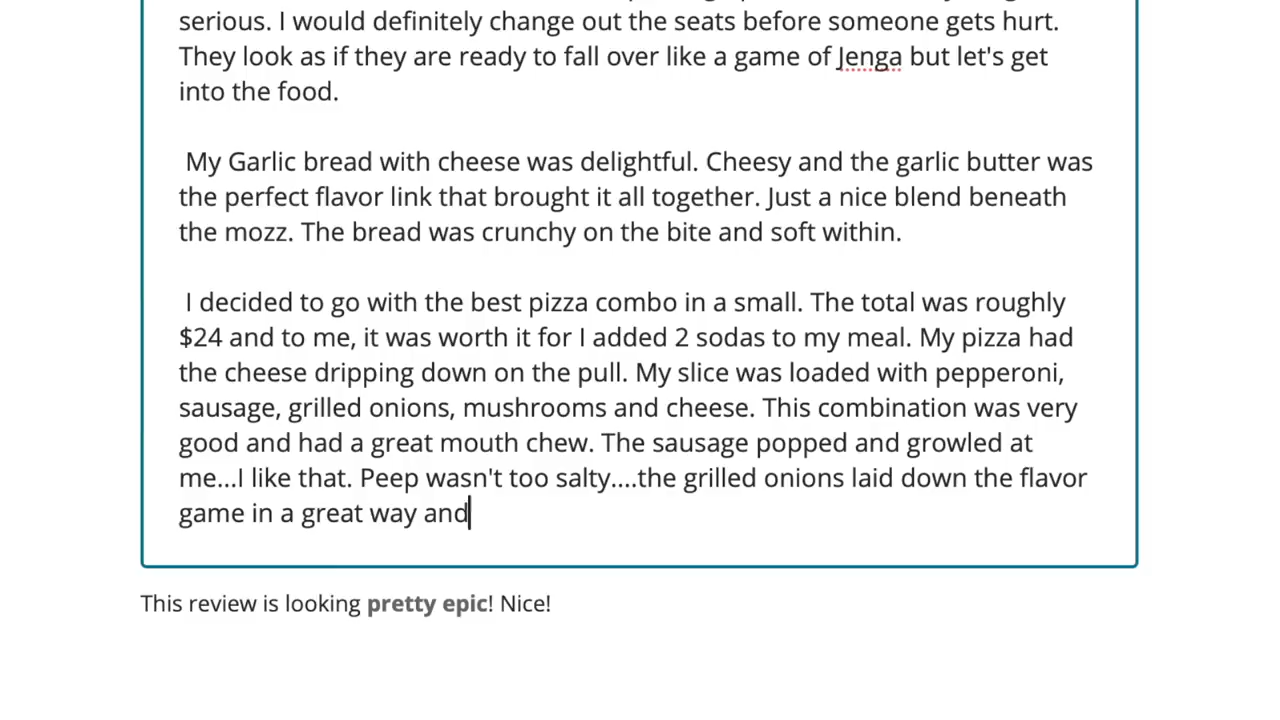 serious. I would definitely change out the seats before someone gets hurt.
They look as if they are ready to fall over like a game of Jenga but let's get
into the food.
My Garlic bread with cheese was delightful. Cheesy and the garlic butter was
the perfect flavor link that brought it all together. Just a nice blend beneath
the mozz. The bread was crunchy on the bite and soft within.
I decided to go with the best pizza combo in a small. The total was roughly
$24 and to me, it was worth it for I added 2 sodas to my meal. My pizza had
the cheese dripping down on the pull. My slice was loaded with pepperoni,
sausage, grilled onions, mushrooms and cheese. This combination was very
good and had a great mouth chew. The sausage popped and growled at
me...I like that. Peep wasn't too salty....the grilled onions laid down the flavor
game in a great way and
This review is looking pretty epic! Nice!